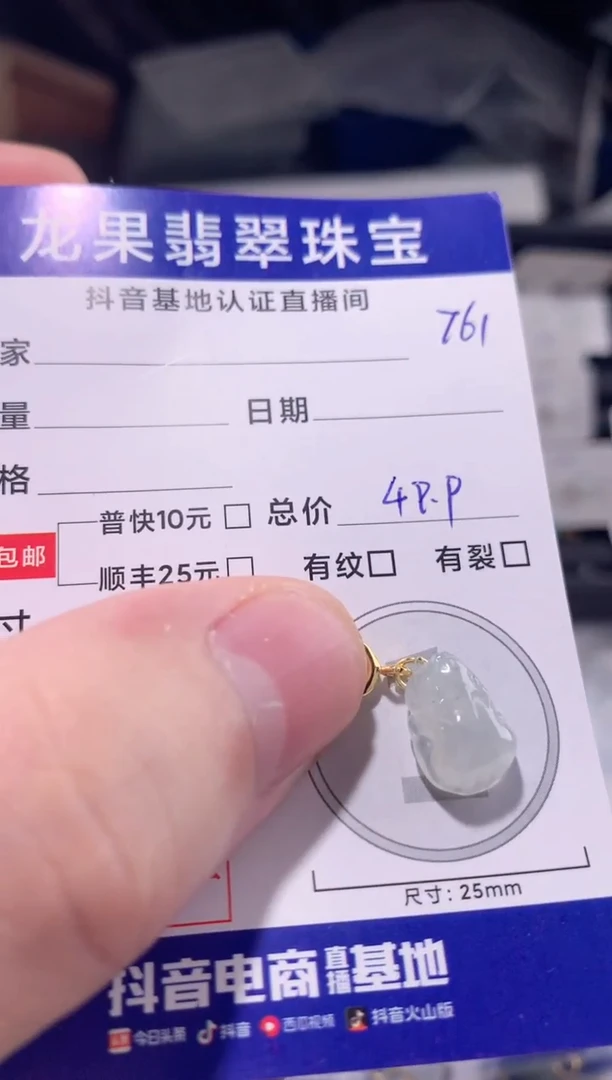 龙果翡翠珠宝
抖音基地认证直播间
761
家
量 日期
格
普快10元 总价 4P.P
包邮
顺丰25元 有纹 有裂
寸
尺寸：25mm
抖音电商直播基地
今日头条 抖音 西瓜视频 抖音火山版